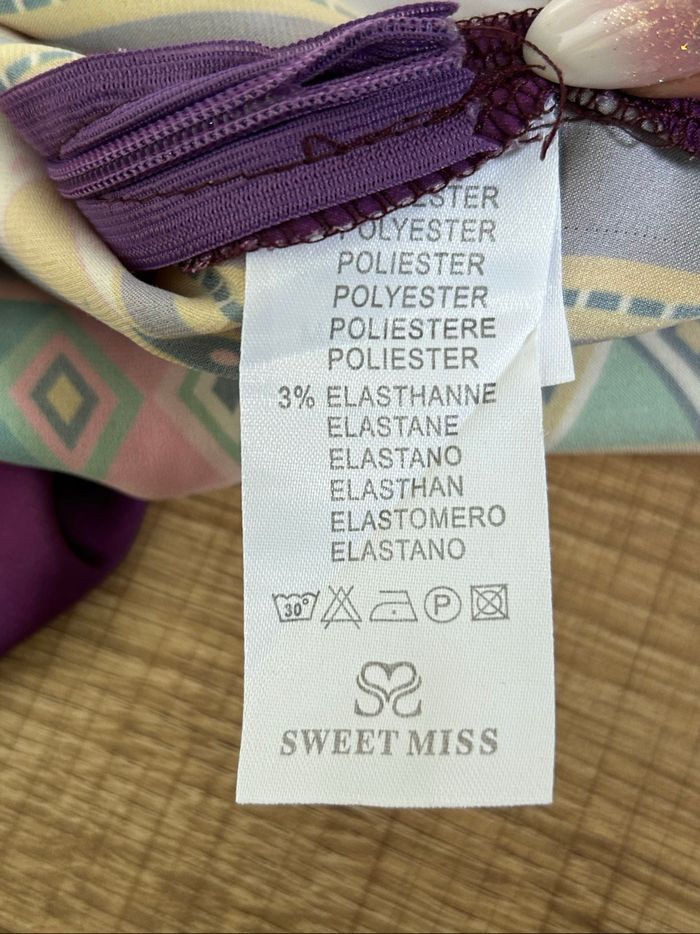 POLYESTER
POLIESTER
POLYESTER
POLIESTERE
POLIESTER
3% ELASTHANNE
ELASTANE
ELASTANO
ELASTHAN
ELASTOMERO
ELASTANO
30° P
SWEET MISS